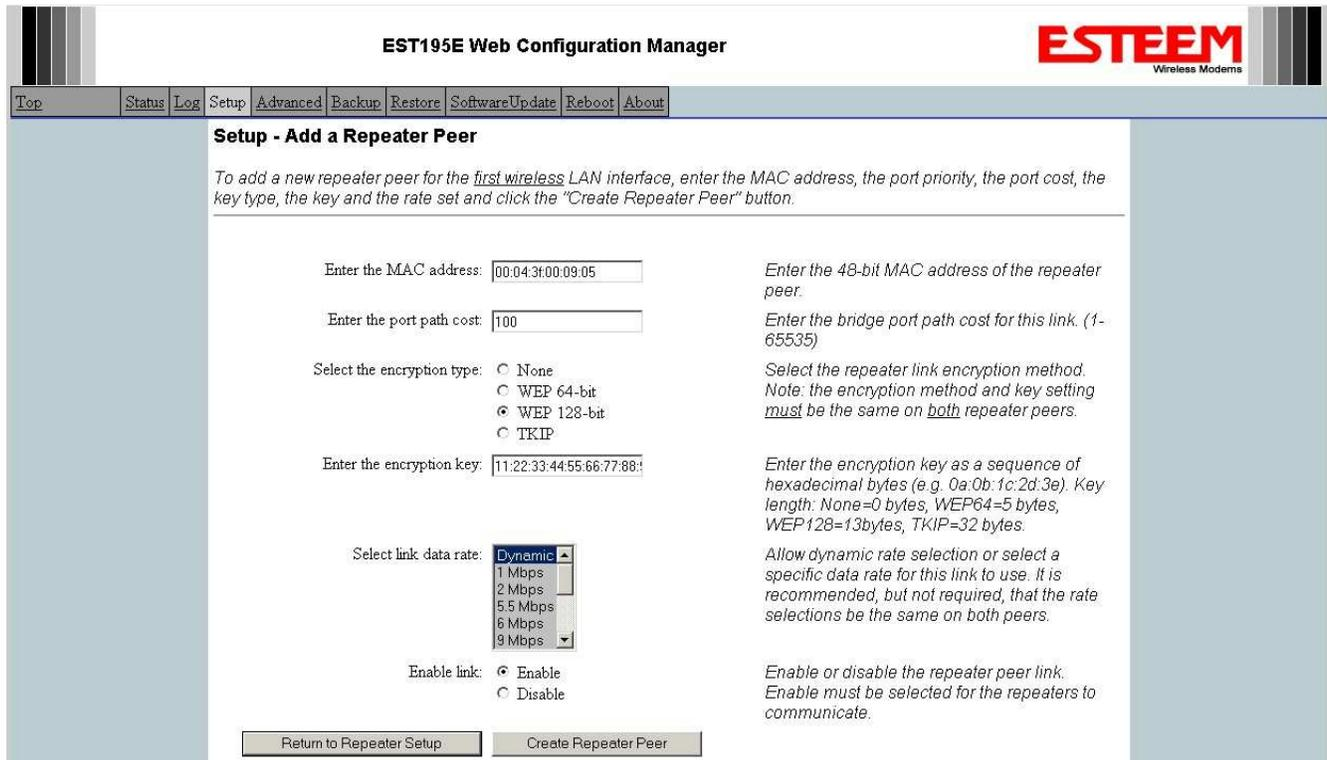 EST195E Web Configuration Manager
ESTEEM
Wireless Modems
Top Status Log Setup Advanced Backup Restore SoftwareUpdate Reboot About
Setup - Add a Repeater Peer
To add a new repeater peer for the first wireless LAN interface, enter the MAC address, the port priority, the port cost, the
key type, the key and the rate set and click the "Create Repeater Peer" button.
Enter the MAC address: 00:04:3f:00:09:05
Enter the 48-bit MAC address of the repeater
peer.
Enter the port path cost: 100
Enter the bridge port path cost for this link. (1-
65535)
Select the encryption type:
None
WEP 64-bit
WEP 128-bit
TKIP
Select the repeater link encryption method.
Note: the encryption method and key setting
must be the same on both repeater peers.
Enter the encryption key: 11:22:33:44:55:66:77:88:
Enter the encryption key as a sequence of
hexadecimal bytes (e.g. 0a:0b:1c:2d:3e). Key
length: None=0 bytes, WEP64=5 bytes,
WEP128=13bytes, TKIP=32 bytes.
Select link data rate:
Dynamic
1 Mbps
2 Mbps
5.5 Mbps
6 Mbps
9 Mbps
Allow dynamic rate selection or select a
specific data rate for this link to use. It is
recommended, but not required, that the rate
selections be the same on both peers.
Enable link:
Enable
Disable
Enable or disable the repeater peer link.
Enable must be selected for the repeaters to
communicate.
Return to Repeater Setup
Create Repeater Peer